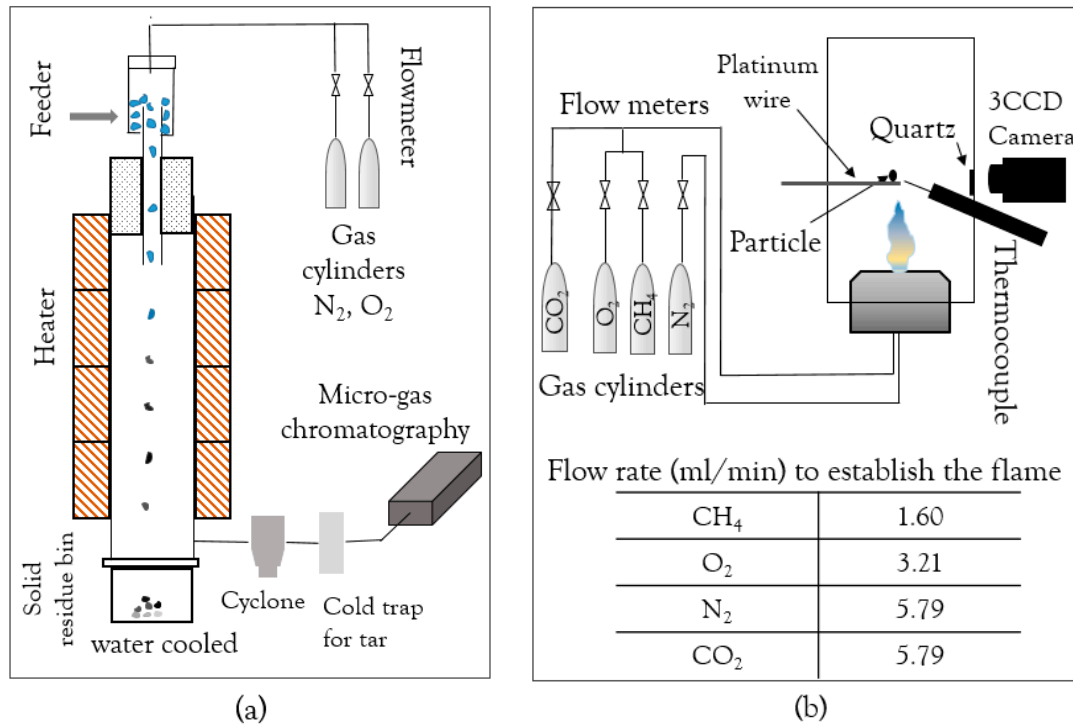 Feeder
Flowmeter
Gas
cylinders
N₂, O₂
Heater
Micro-gas
chromatography
Solid
residue bin
Cyclone
Cold trap
for tar
water cooled
(a)
Platinum
wire
Flow meters
3CCD
Camera
Quartz
Particle
Thermocouple
CO₂
O₂
CH₄
N₂
Gas cylinders
Flow rate (ml/min) to establish the flame
CH₄ 1.60
O₂ 3.21
N₂ 5.79
CO₂ 5.79
(b)